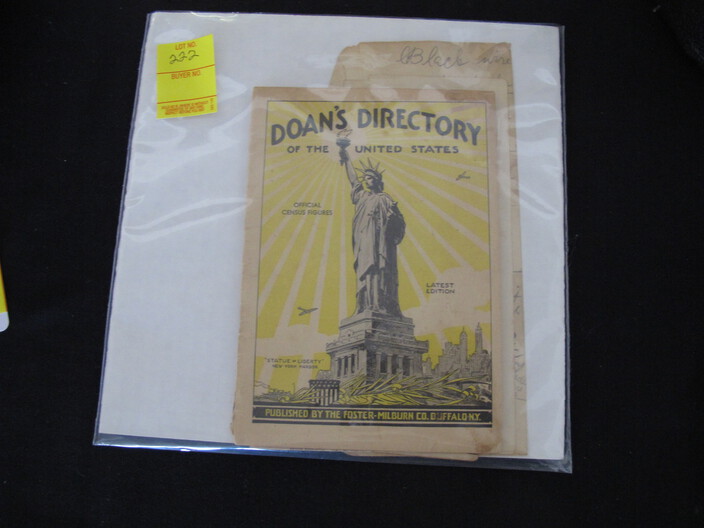 LOT NO.
222
BUYER NO.
Black
DOAN'S DIRECTORY
OF THE UNITED STATES
OFFICIAL
CENSUS FIGURES
LATEST
EDITION
"STATUE OF LIBERTY"
NEW YORK HARBOR
PUBLISHED BY THE FOSTER-MILBURN CO. BUFFALO. N.Y.